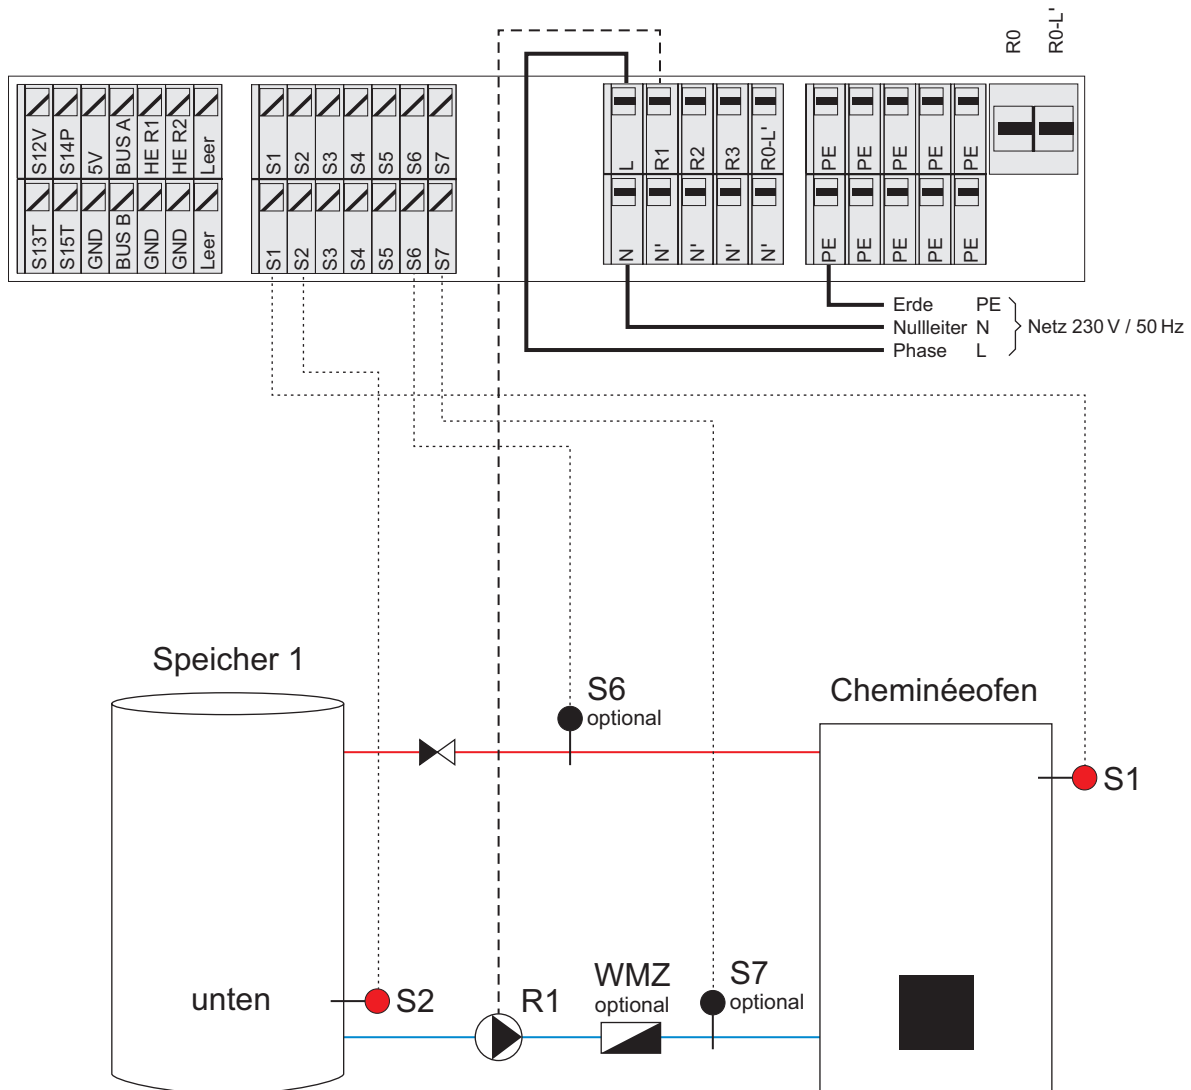 R0
R0-L'
S12V
S14P
5V
BUS A
HE R1
HE R2
Leer
S1
S2
S3
S4
S5
S6
S7
L
R1
R2
R3
R0-L'
PE
PE
PE
PE
PE
S13T
S15T
GND
BUS B
GND
GND
Leer
S1
S2
S3
S4
S5
S6
S7
N
N'
N'
N'
N'
PE
PE
PE
PE
PE
Erde PE
Nullleiter N
Phase L
Netz 230 V / 50 Hz
Speicher 1
S6
optional
Cheminéeofen
S1
unten
S2
R1
WMZ
optional
S7
optional